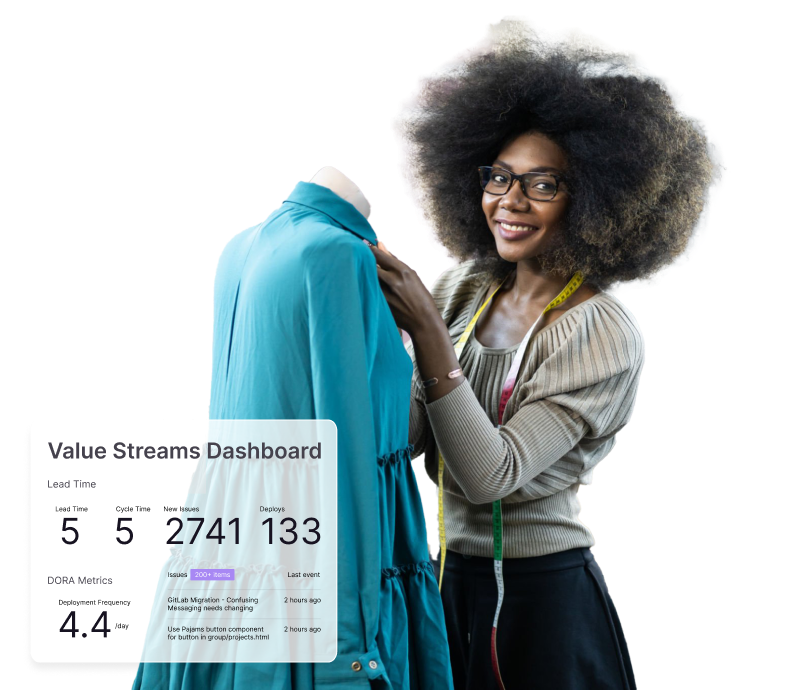 Value Streams Dashboard
Lead Time
Lead Time Cycle Time New Issues Deploys
5 5 2741 133
DORA Metrics
Deployment Frequency
4.4 /day
Issues 200+ items Last event
GitLab Migration - Confusing 2 hours ago
Messaging needs changing
Use Pajams button component 2 hours ago
for button in group/projects.html